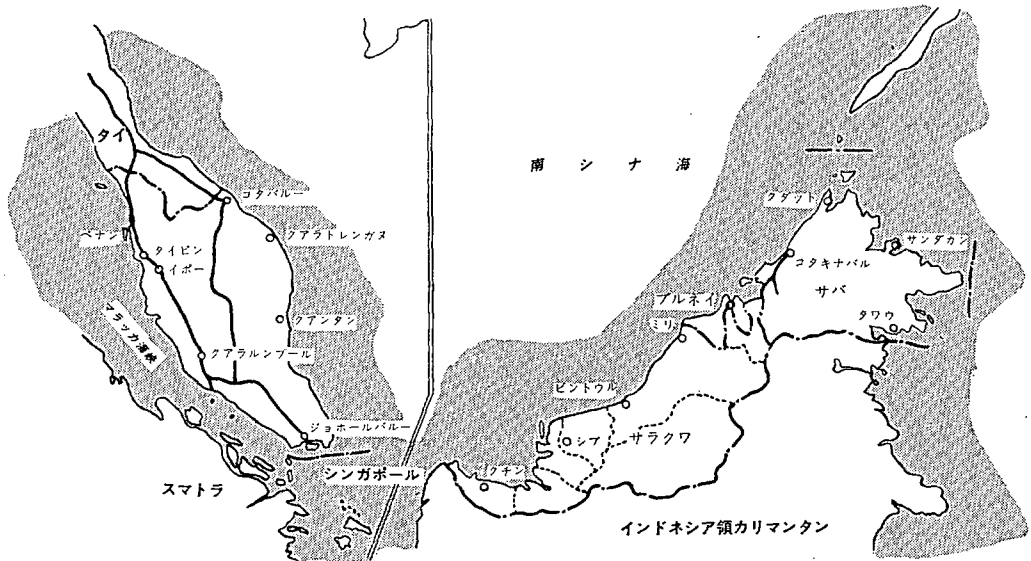 タイ
コタバルー
ペナン
クアラトレンガヌ
タイピン
イポー
クアンタン
マラッカ海峡
クアラルンプール
ジョホールバルー
シンガポール
スマトラ
南シナ海
クダット
サンダカン
コタキナバル
サバ
ブルネイ
タワウ
ミリ
ビントウル
シブ
サラクワ
クチン
インドネシア領カリマンタン